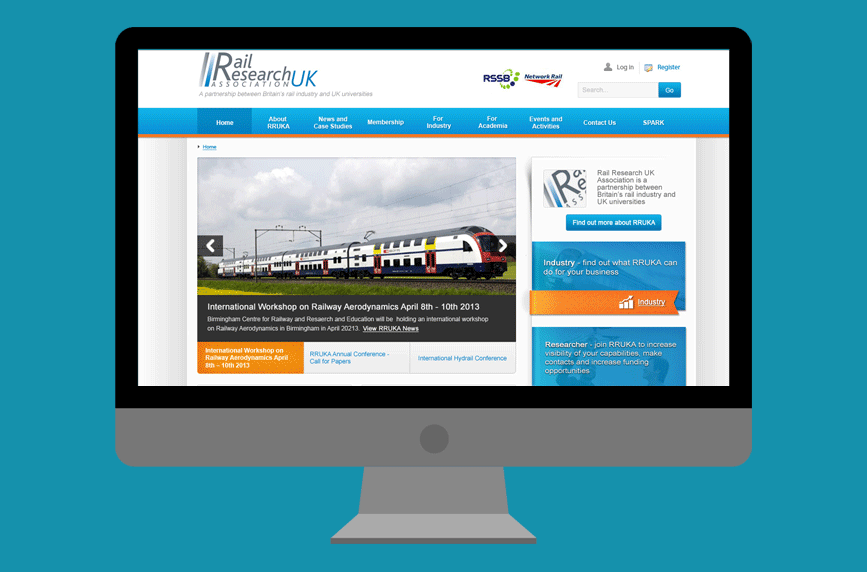 Rail
ResearchUK
ASSOCIATION
A partnership between Britain's rail industry and UK universities
RSSB
Network Rail
Log In
Register
Search...
Go
Home
About
RRUKA
News and
Case Studies
Membership
For
Industry
For
Academia
Events and
Activities
Contact Us
SPARK
Home
International Workshop on Railway Aerodynamics April 8th - 10th 2013
Birmingham Centre for Railway and Resaerch and Education will be holding an international workshop
on Railway Aerodynamics in Birmingham in April 20213. View RRUKA News
International Workshop on
Railway Aerodynamics April
8th – 10th 2013
RRUKA Annual Conference -
Call for Papers
International Hydrail Conference
Rail Research UK
Association is a
partnership between
Britain's rail industry and
UK universities
Find out more about RRUKA
Industry - find out what RRUKA can
do for your business
Industry
Researcher - join RRUKA to increase
visibility of your capabilities, make
contacts and increase funding
opportunities